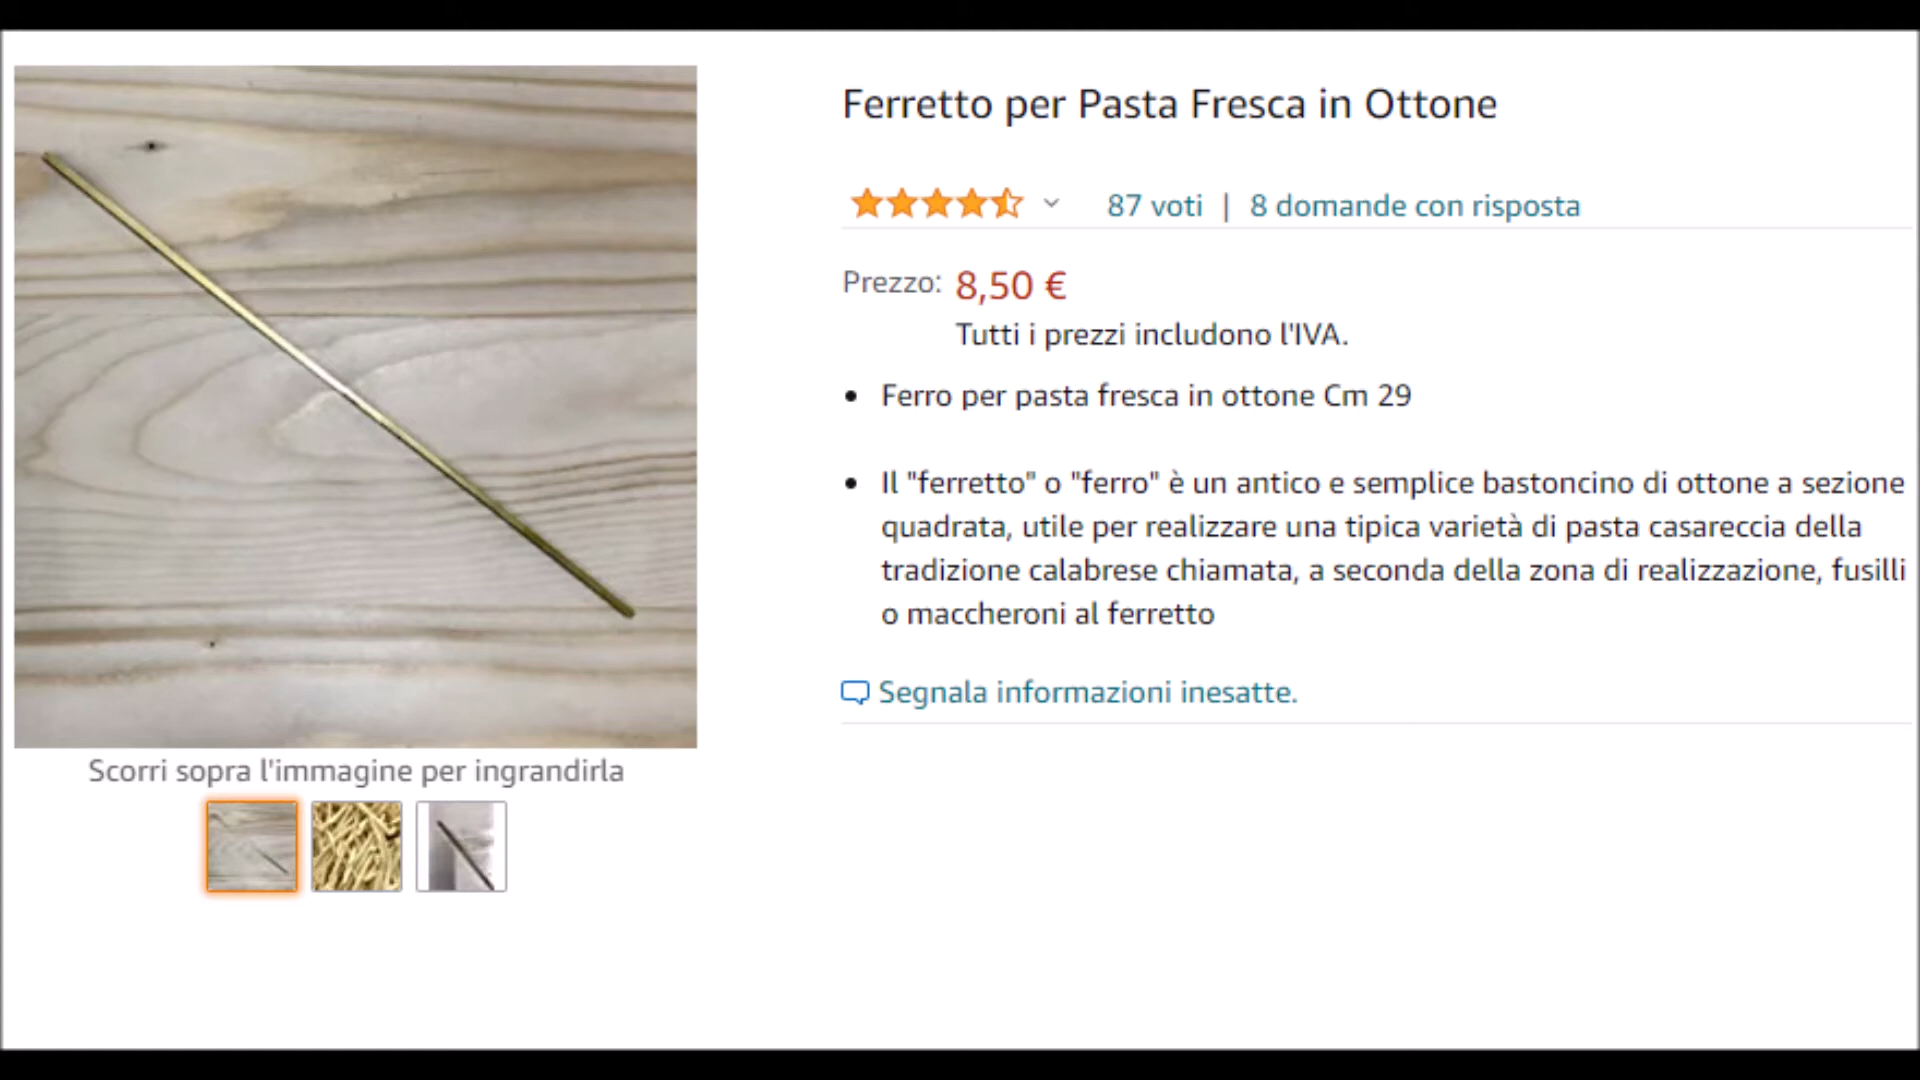 Ferretto per Pasta Fresca in Ottone
87 voti | 8 domande con risposta
Prezzo: 8,50 €
Tutti i prezzi includono l'IVA.
• Ferro per pasta fresca in ottone Cm 29
• Il "ferretto" o "ferro" è un antico e semplice bastoncino di ottone a sezione
quadrata, utile per realizzare una tipica varietà di pasta casareccia della
tradizione calabrese chiamata, a seconda della zona di realizzazione, fusilli
o maccheroni al ferretto
Segnala informazioni inesatte.
Scorri sopra l'immagine per ingrandirla